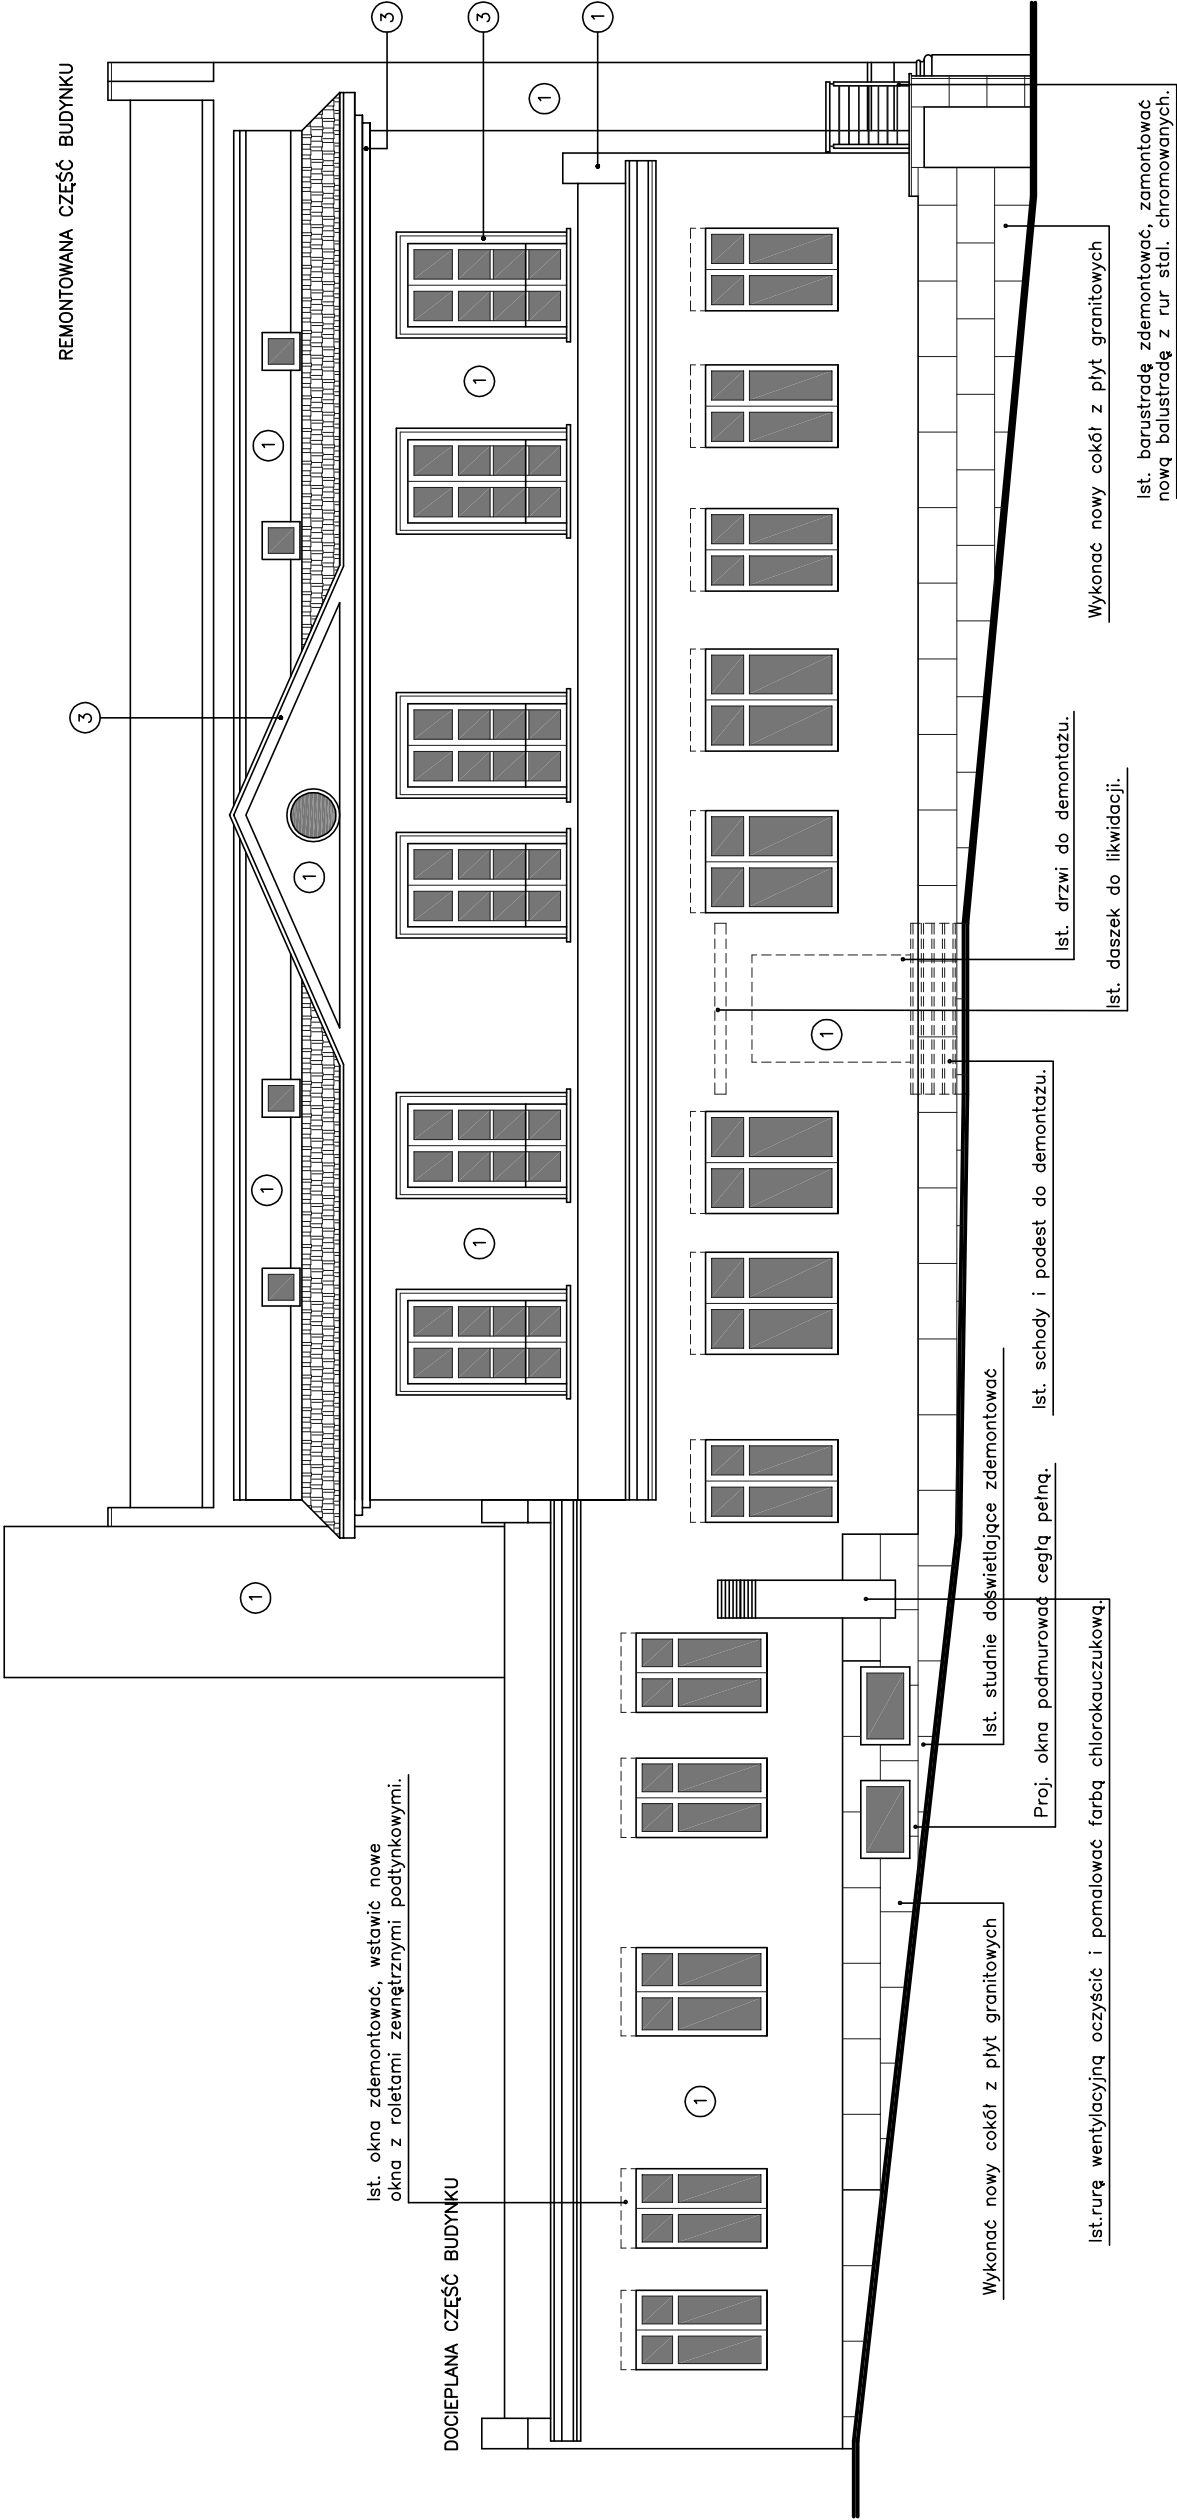 REMONTOWANA CZĘŚĆ BUDYNKU
DOCIEPLANA CZĘŚĆ BUDYNKU
Ist. okna zdemontować, wstawić nowe
okna z roletami zewnętrznymi podtynkowymi.
3
3
3
1
1
1
1
1
1
1
1
1
1
Wykonać nowy cokół z płyt granitowych
Ist.rurę wentylacyjną oczyścić i pomalować farbą chlorokauczukową.
Proj. okna podmurować cegłą pełną.
Ist. studnie doświetlające zdemontować
Ist. schody i podest do demontażu.
Ist. daszek do likwidacji.
Ist. drzwi do demontażu.
Wykonać nowy cokół z płyt granitowych
Ist. barustradę zdemontować, zamontować
nową balustradę z rur stal. chromowanych.